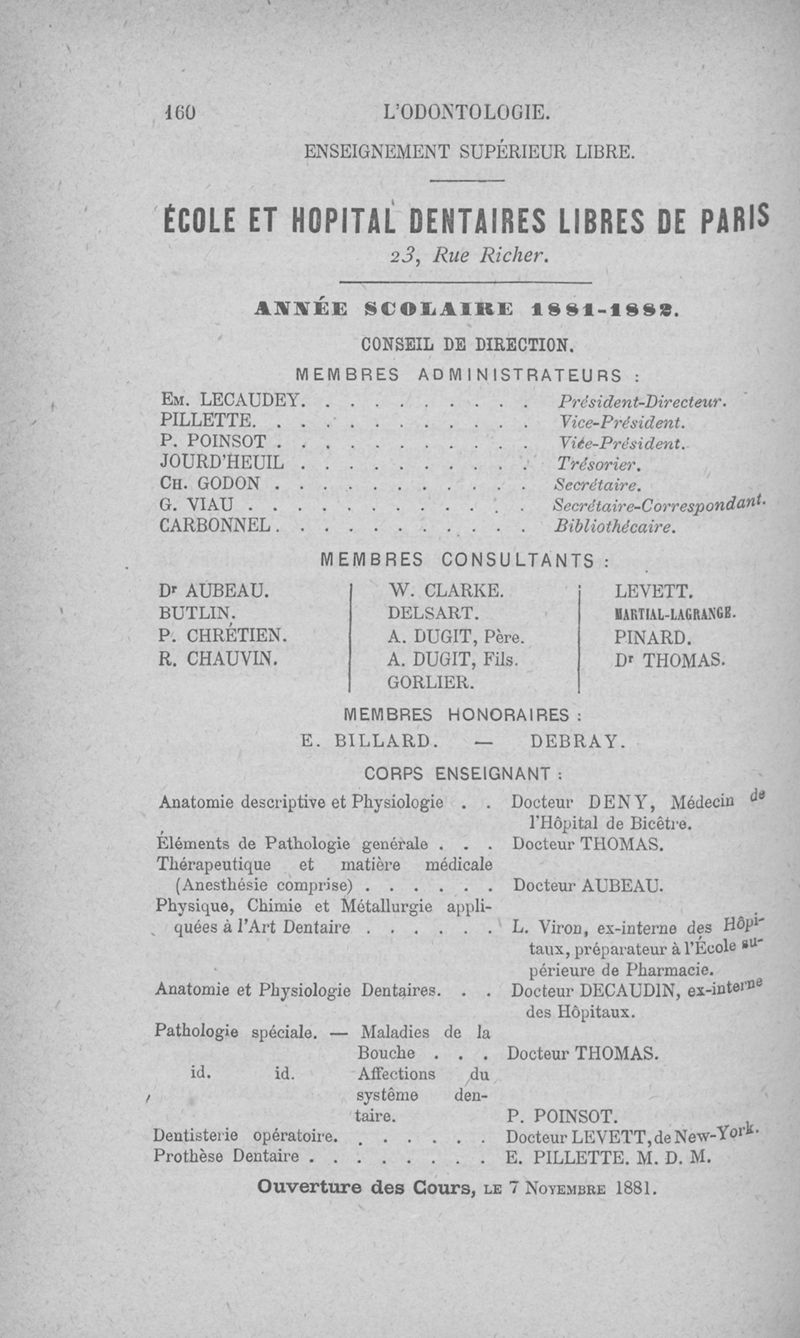 160 L'ODONTOLOGIE.
ENSEIGNEMENT SUPÉRIEUR LIBRE.
ÉCOLE ET HOPITAL DENTAIRES LIBRES DE PARIS
23, Rue Richer.
ANNÉE SCOLAIRE 1881-1882.
CONSEIL DE DIRECTION.
MEMBRES ADMINISTRATEURS :
EM. LECAUDEY. . . . . . . . . . . Président-Directeur.
PILLETTE. . . . . . . . . . . . . Vice-Président.
P. POINSOT . . . . . . . . . . . . Vice-Président.
JOURD'HEUIL . . . . . . . . . . . Trésorier.
CH. GODON . . . . . . . . . . . . Secrétaire.
G. VIAU . . . . . . . . . . . . . Secrétaire-Correspondant.
CARBONNEL. . . . . . . . . . . . Bibliothécaire.
MEMBRES CONSULTANTS :
Dr AUBEAU. W. CLARKE. LEVETT.
BUTLIN. DELSART. MARTIAL-LAGRANGE.
P. CHRÉTIEN. A. DUGIT, Père. PINARD.
R. CHAUVIN. A. DUGIT, Fils. Dr THOMAS.
GORLIER.
MEMBRES HONORAIRES :
E. BILLARD. — DEBRAY.
CORPS ENSEIGNANT :
Anatomie descriptive et Physiologie . . Docteur DENY, Médecin de
l'Hôpital de Bicêtre.
Éléments de Pathologie genérale . . . Docteur THOMAS.
Thérapeutique et matière médicale
(Anesthésie comprise) . . . . . . Docteur AUBEAU.
Physique, Chimie et Métallurgie appli-
quées à l'Art Dentaire . . . . . . L. Viron, ex-interne des Hôpi-
taux, préparateur à l'École su-
périeure de Pharmacie.
Anatomie et Physiologie Dentaires. . . Docteur DECAUDIN, ex-interne
des Hôpitaux.
Pathologie spéciale. — Maladies de la
Bouche . . . Docteur THOMAS.
id. id. Affections du
système den-
taire. P. POINSOT.
Dentisterie opératoire. . . . . . . Docteur LEVETT, de New-York.
Prothèse Dentaire . . . . . . . . E. PILLETTE. M. D. M.
Ouverture des Cours, LE 7 NOVEMBRE 1881.